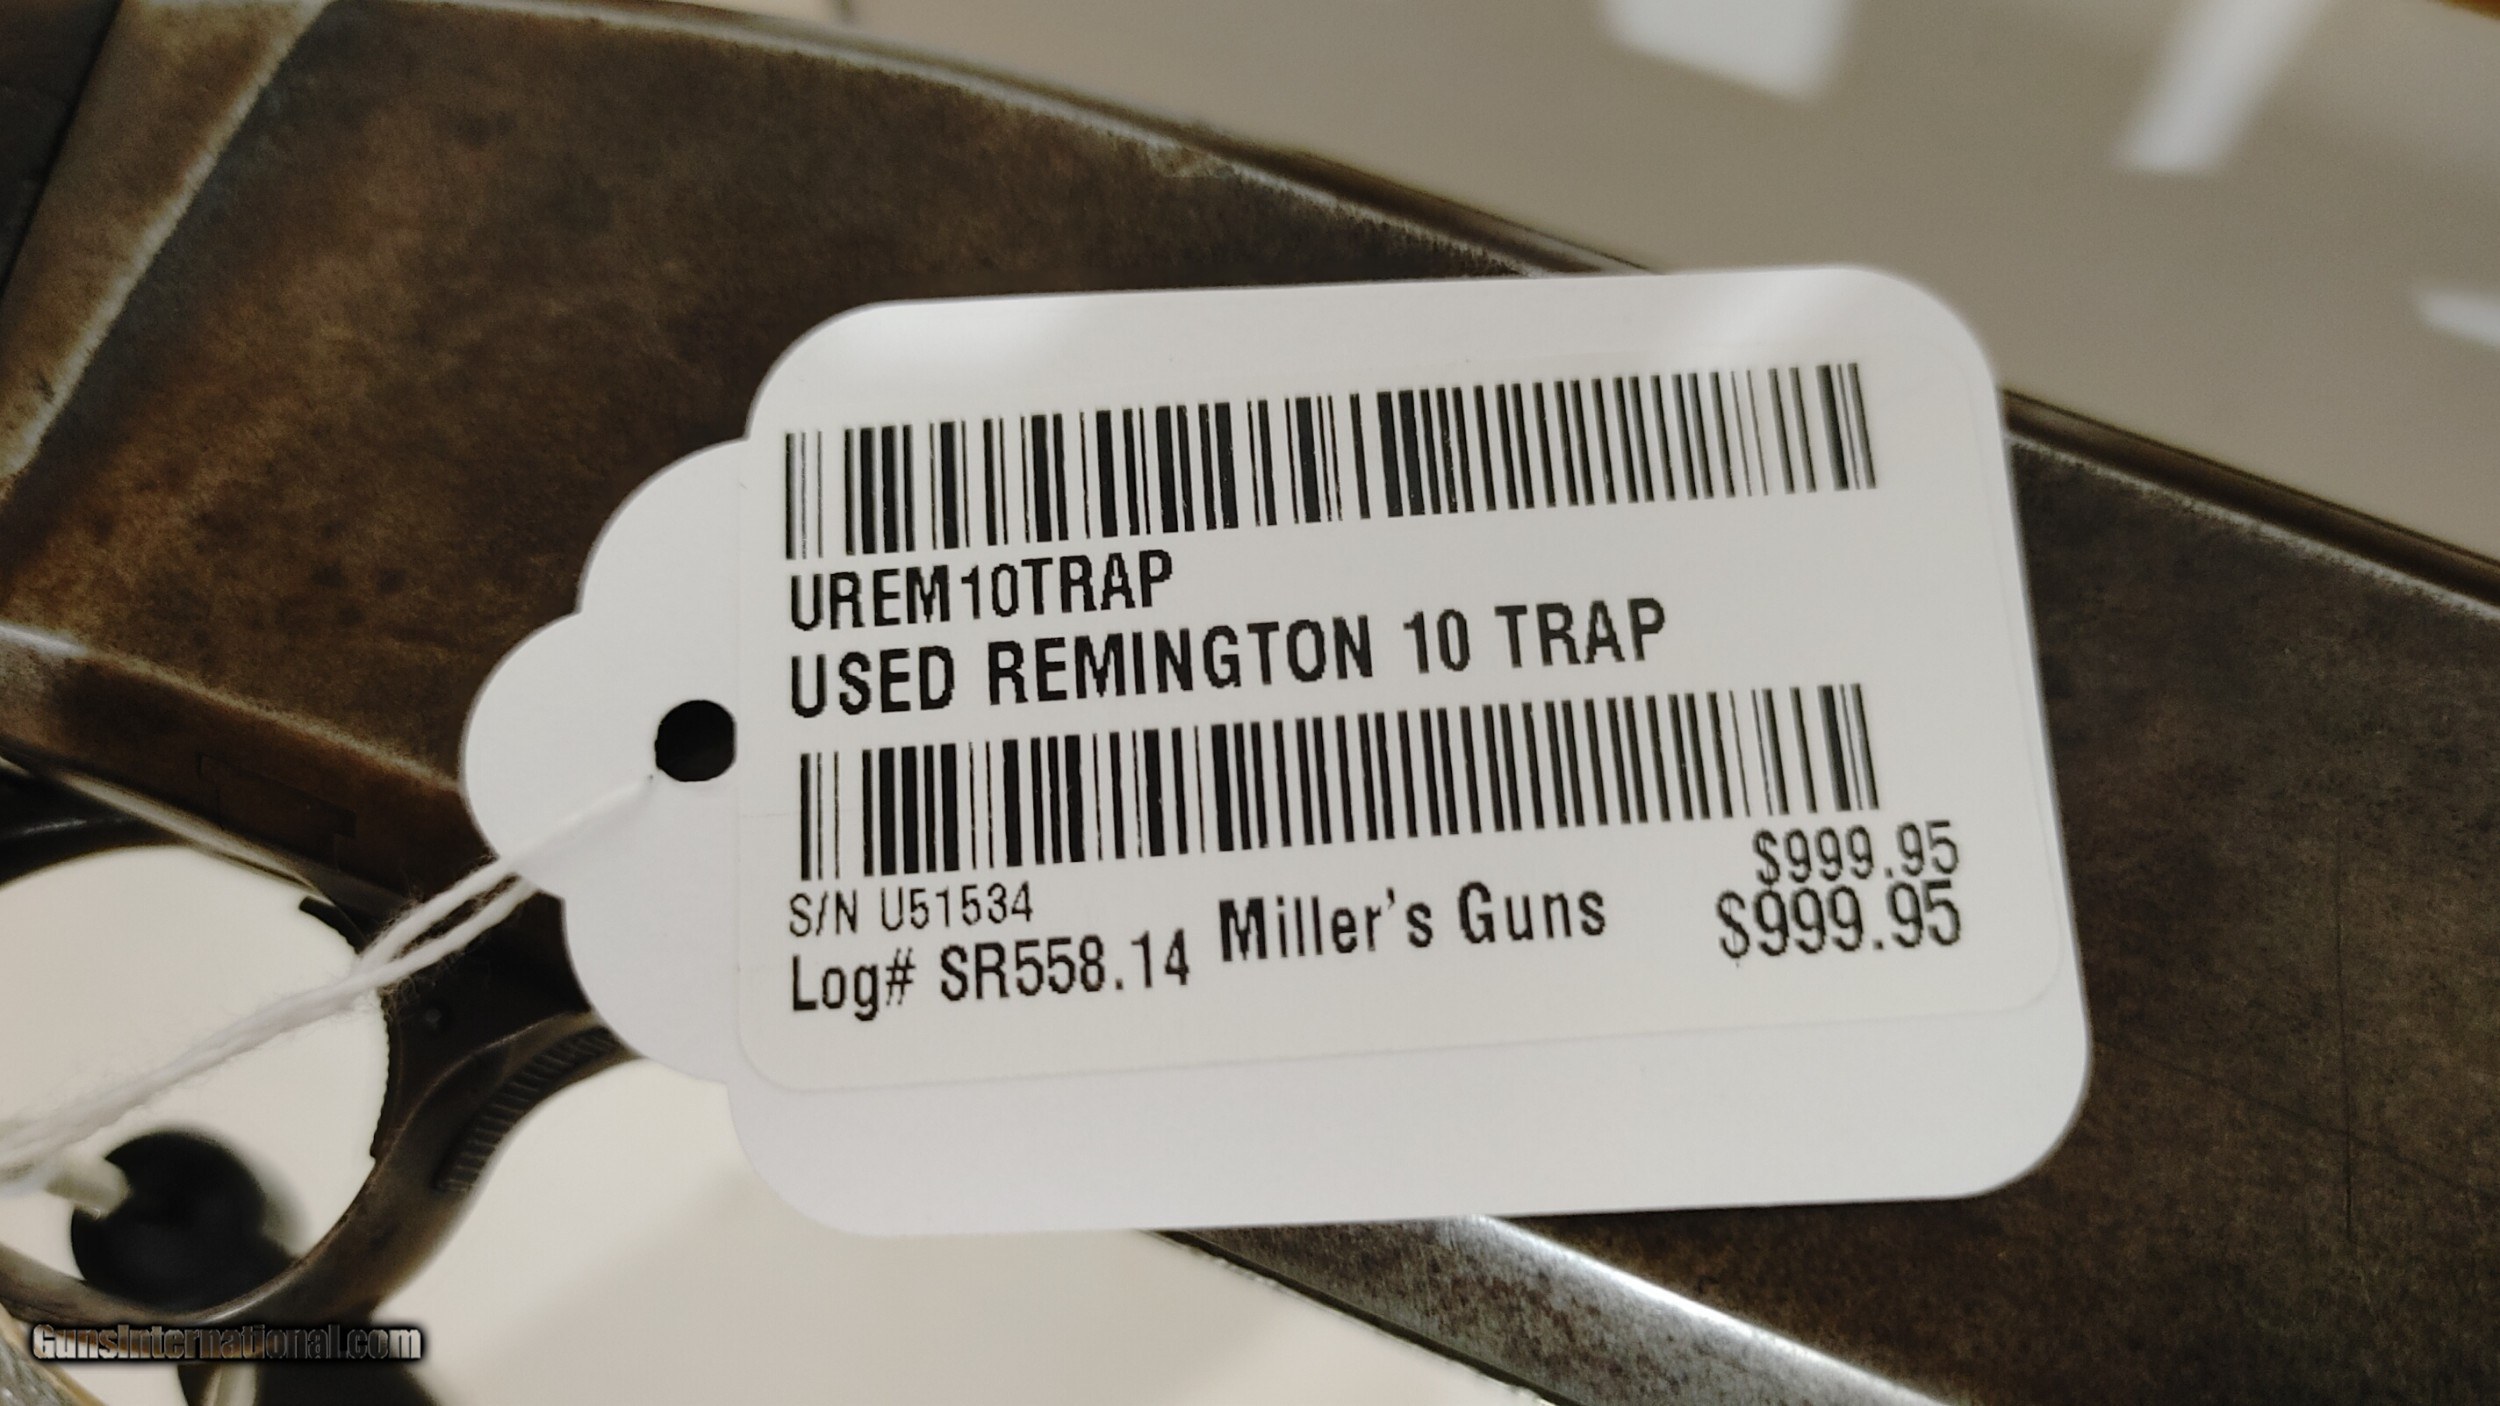 UREM10TRAP
USED REMINGTON 10 TRAP
$999.95
S/N U51534
Log# SR558.14 Miller's Guns $999.95
GunsInternational.com